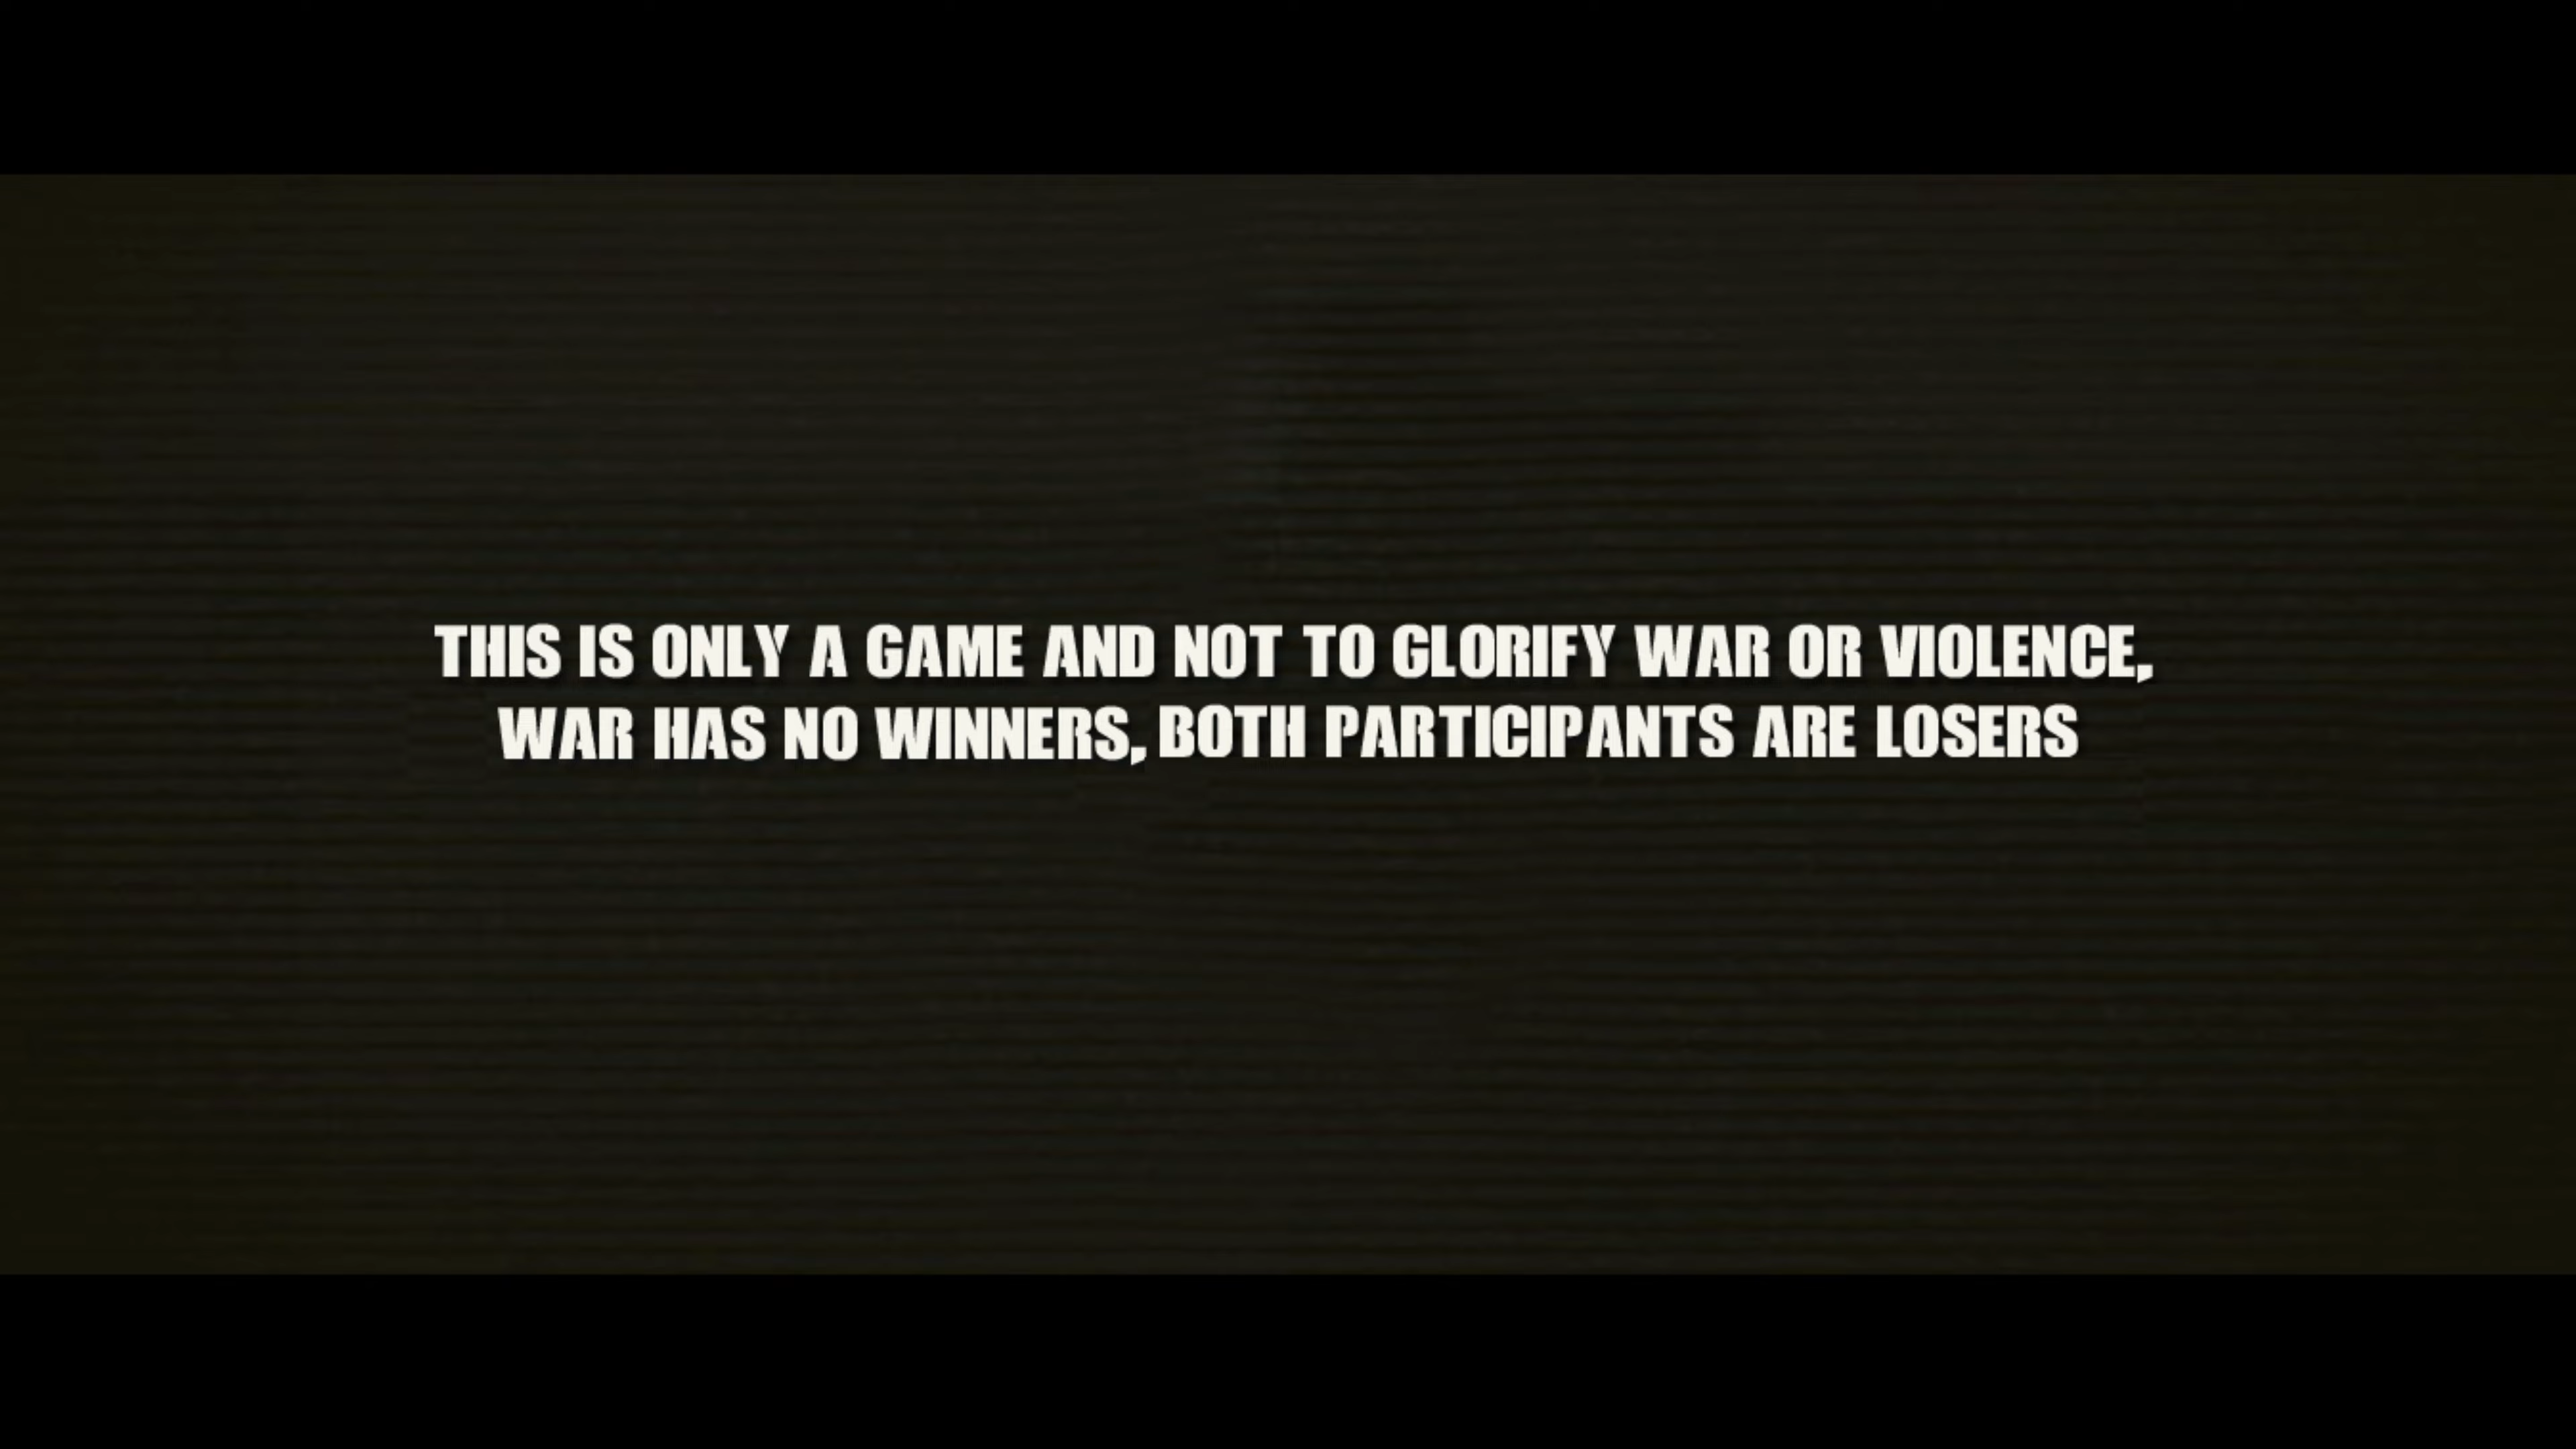 THIS IS ONLY A GAME AND NOT TO GLORIFY WAR OR VIOLENCE,
WAR HAS NO WINNERS, BOTH PARTICIPANTS ARE LOSERS